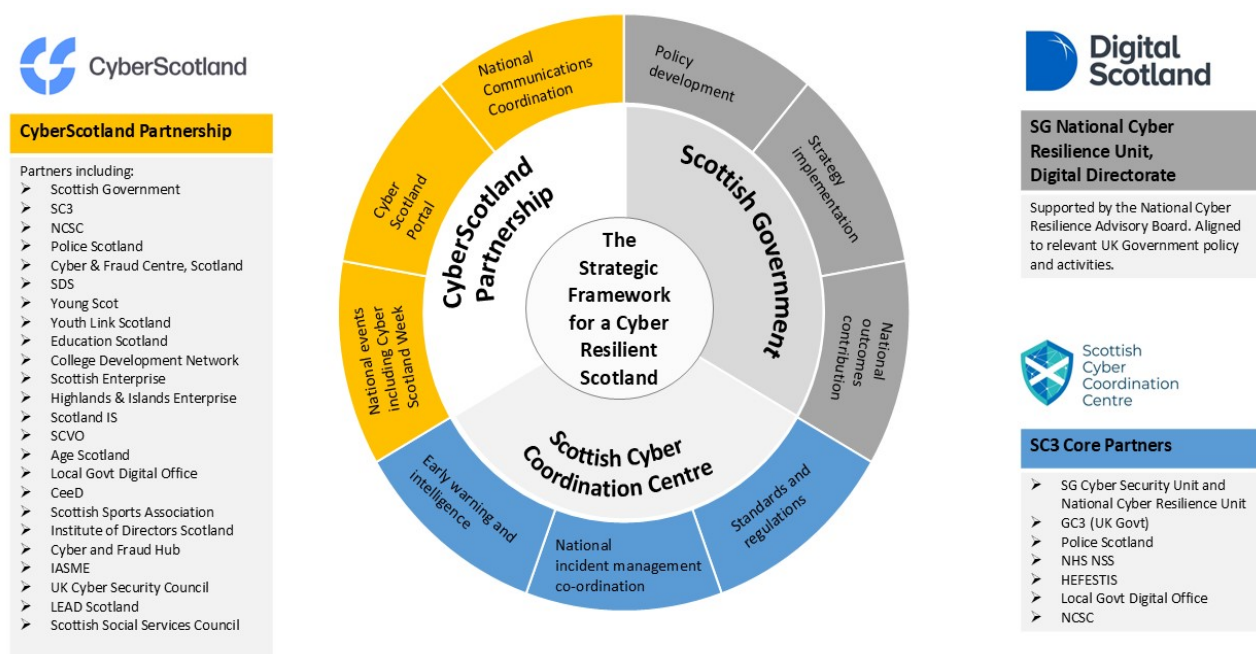 CyberScotland
CyberScotland Partnership
Partners including:
➢ Scottish Government
➢ SC3
➢ NCSC
➢ Police Scotland
➢ Cyber & Fraud Centre, Scotland
➢ SDS
➢ Young Scot
➢ Youth Link Scotland
➢ Education Scotland
➢ College Development Network
➢ Scottish Enterprise
➢ Highlands & Islands Enterprise
➢ Scotland IS
➢ SCVO
➢ Age Scotland
➢ Local Govt Digital Office
➢ CeeD
➢ Scottish Sports Association
➢ Institute of Directors Scotland
➢ Cyber and Fraud Hub
➢ IASME
➢ UK Cyber Security Council
➢ LEAD Scotland
➢ Scottish Social Services Council
National
Communications
Coordination
Cyber
Scotland
Portal
National events
including Cyber
Scotland Week
CyberScotland
Partnership
Policy
development
Strategy
implementation
National
outcomes
contribution
Scottish Government
The
Strategic
Framework
for a Cyber
Resilient
Scotland
Scottish Cyber
Coordination Centre
Early warning and
intelligence
National
incident management
co-ordination
Standards and
regulations
Digital
Scotland
SG National Cyber
Resilience Unit,
Digital Directorate
Supported by the National Cyber
Resilience Advisory Board. Aligned
to relevant UK Government policy
and activities.
Scottish
Cyber
Coordination
Centre
SC3 Core Partners
➢ SG Cyber Security Unit and
National Cyber Resilience Unit
➢ GC3 (UK Govt)
➢ Police Scotland
➢ NHS NSS
➢ HEFESTIS
➢ Local Govt Digital Office
➢ NCSC